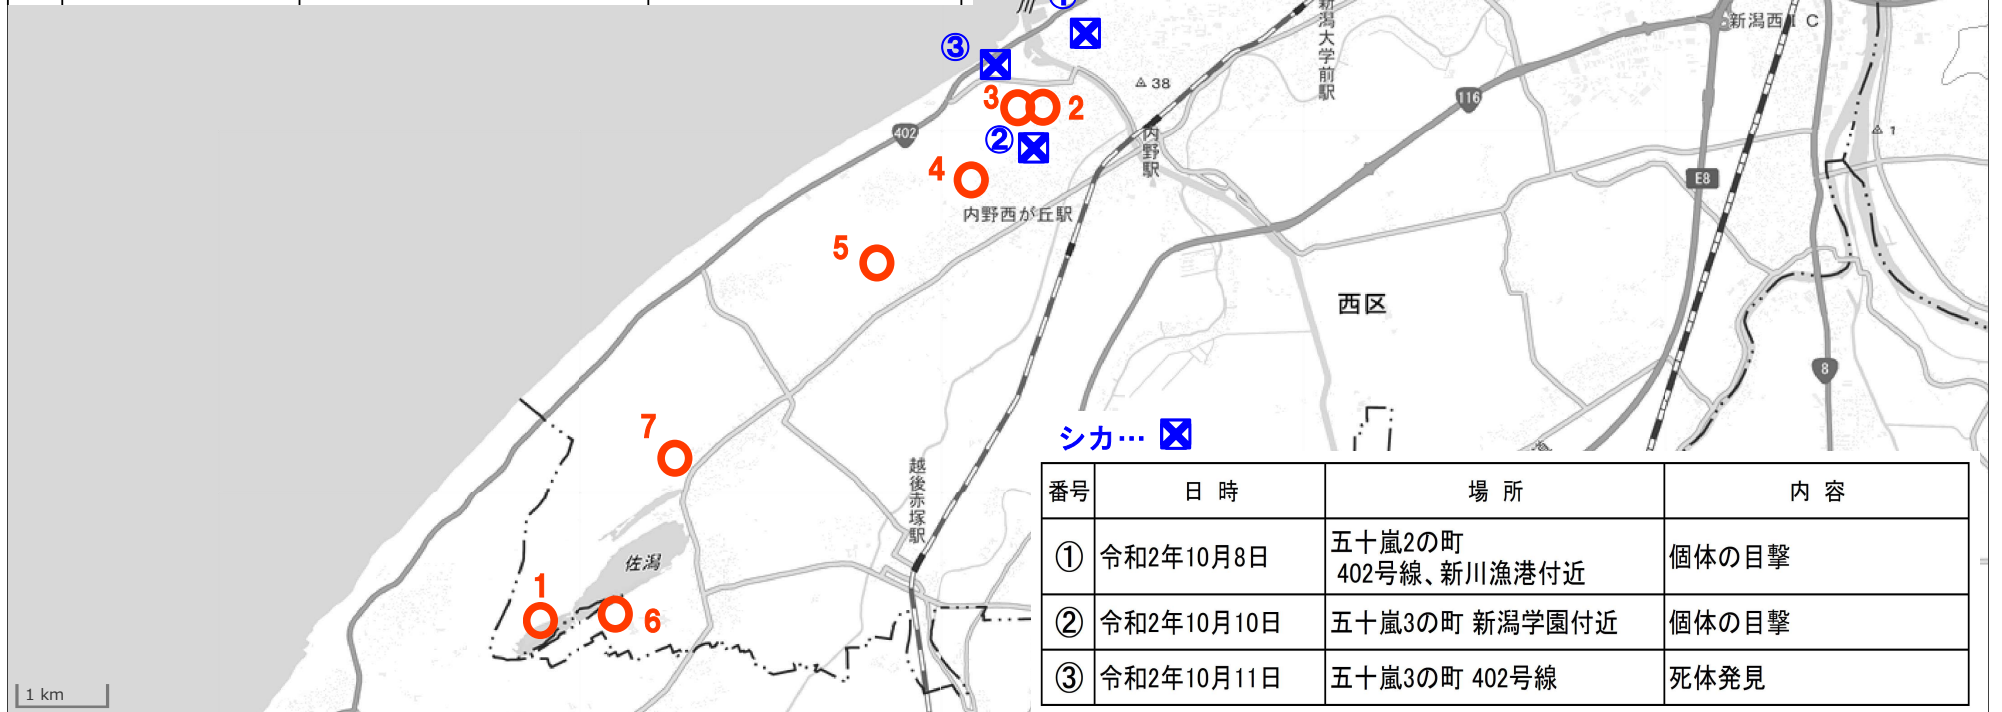 川
①
新潟大学前駅
新潟西IC
③
38
3
2
116
402
②
内野駅
1
4
E8
内野西が丘駅
5
西区
8
7
シカ…
越後赤塚駅
佐潟
1
6
1 km
番号 日 時 場 所 内 容
① 令和2年10月8日 五十嵐2の町
402号線、新川漁港付近 個体の目撃
② 令和2年10月10日 五十嵐3の町 新潟学園付近 個体の目撃
③ 令和2年10月11日 五十嵐3の町 402号線 死体発見